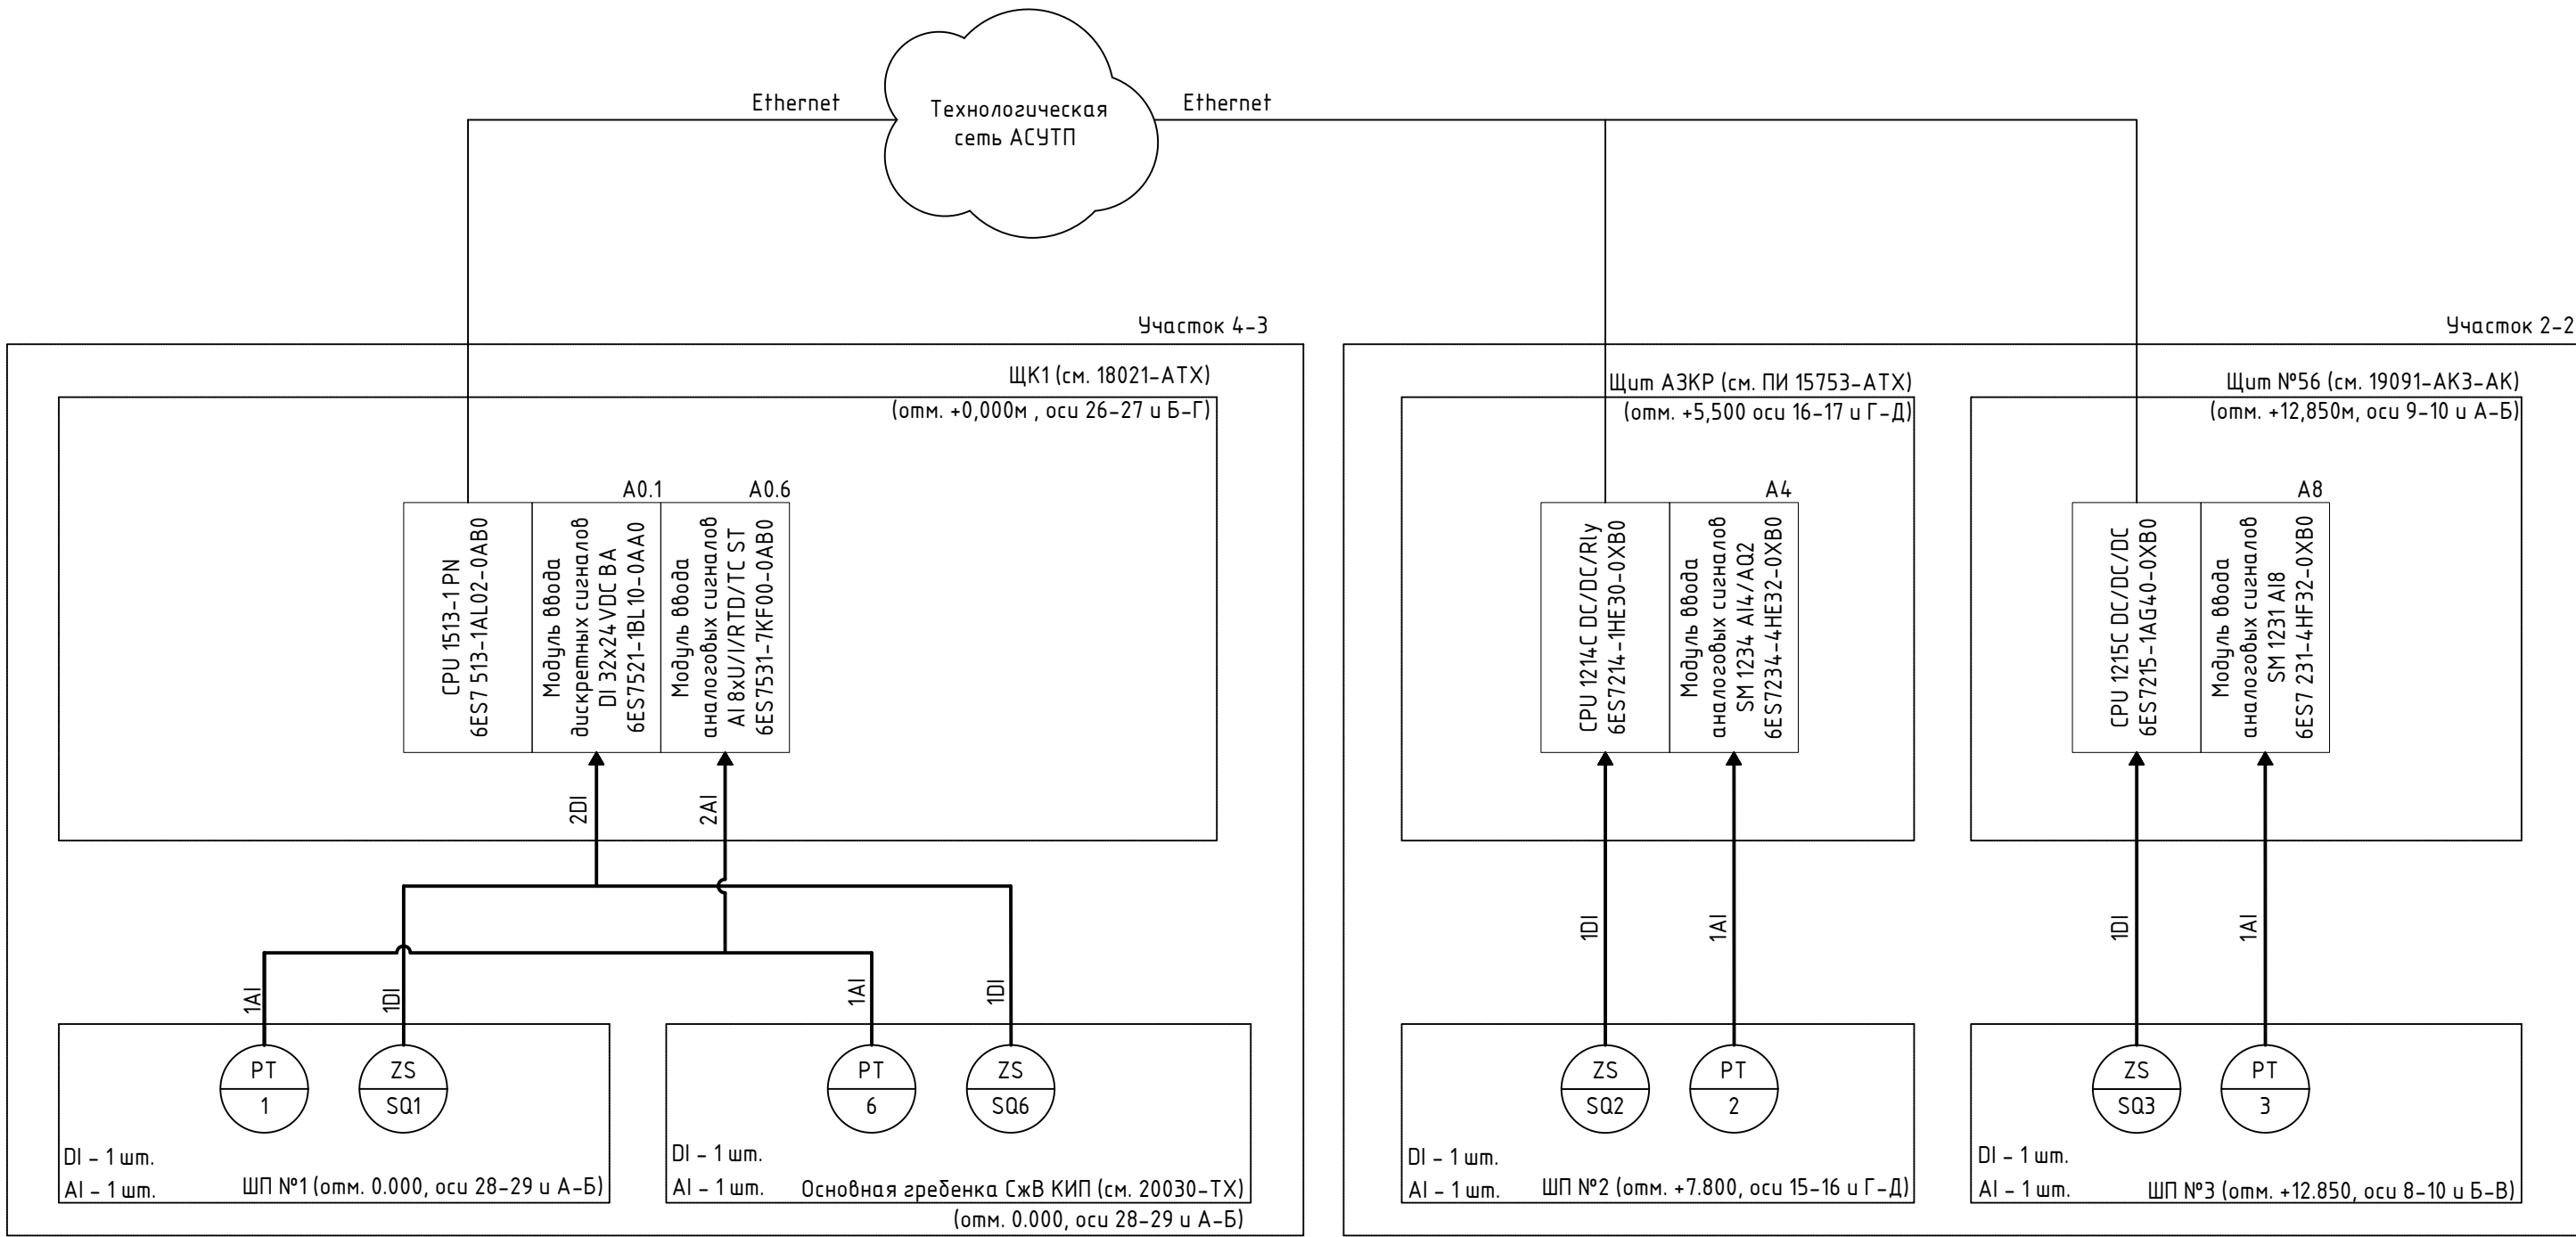 Ethernet
Технологическая
сеть АСУТП
Ethernet
Участок 4-3
ЩК1 (см. 18021-АТХ)
(отм. +0,000м , оси 26-27 и Б-Г)
A0.1
A0.6
CPU 1513-1 PN
6ES7 513-1AL02-0AB0
Модуль ввода
дискретных сигналов
DI 32x24VDC BA
6ES7521-1BL10-0AA0
Модуль ввода
аналоговых сигналов
AI 8xU/I/RTD/TC ST
6ES7531-7KF00-0AB0
2DI
2AI
1AI
1DI
1AI
1DI
PT
1
ZS
SQ1
DI - 1 шт.
AI - 1 шт.
ШП №1 (отм. 0.000, оси 28-29 и А-Б)
PT
6
ZS
SQ6
DI - 1 шт.
AI - 1 шт.
Основная гребенка СжВ КИП (см. 20030-ТХ)
(отм. 0.000, оси 28-29 и А-Б)
Участок 2-2
Щит АЗКР (см. ПИ 15753-АТХ)
(отм. +5,500 оси 16-17 и Г-Д)
A4
CPU 1214C DC/DC/Rly
6ES7214-1HE30-0XB0
Модуль ввода
аналоговых сигналов
SM 1234 AI4/AQ2
6ES7234-4HE32-0XB0
1DI
1AI
ZS
SQ2
PT
2
DI - 1 шт.
AI - 1 шт.
ШП №2 (отм. +7.800, оси 15-16 и Г-Д)
Щит №56 (см. 19091-АК3-АК)
(отм. +12,850м, оси 9-10 и А-Б)
A8
CPU 1215C DC/DC/DC
6ES7215-1AG40-0XB0
Модуль ввода
аналоговых сигналов
SM 1231 AI8
6ES7 231-4HF32-0XB0
1DI
1AI
ZS
SQ3
PT
3
DI - 1 шт.
AI - 1 шт.
ШП №3 (отм. +12.850, оси 8-10 и Б-В)